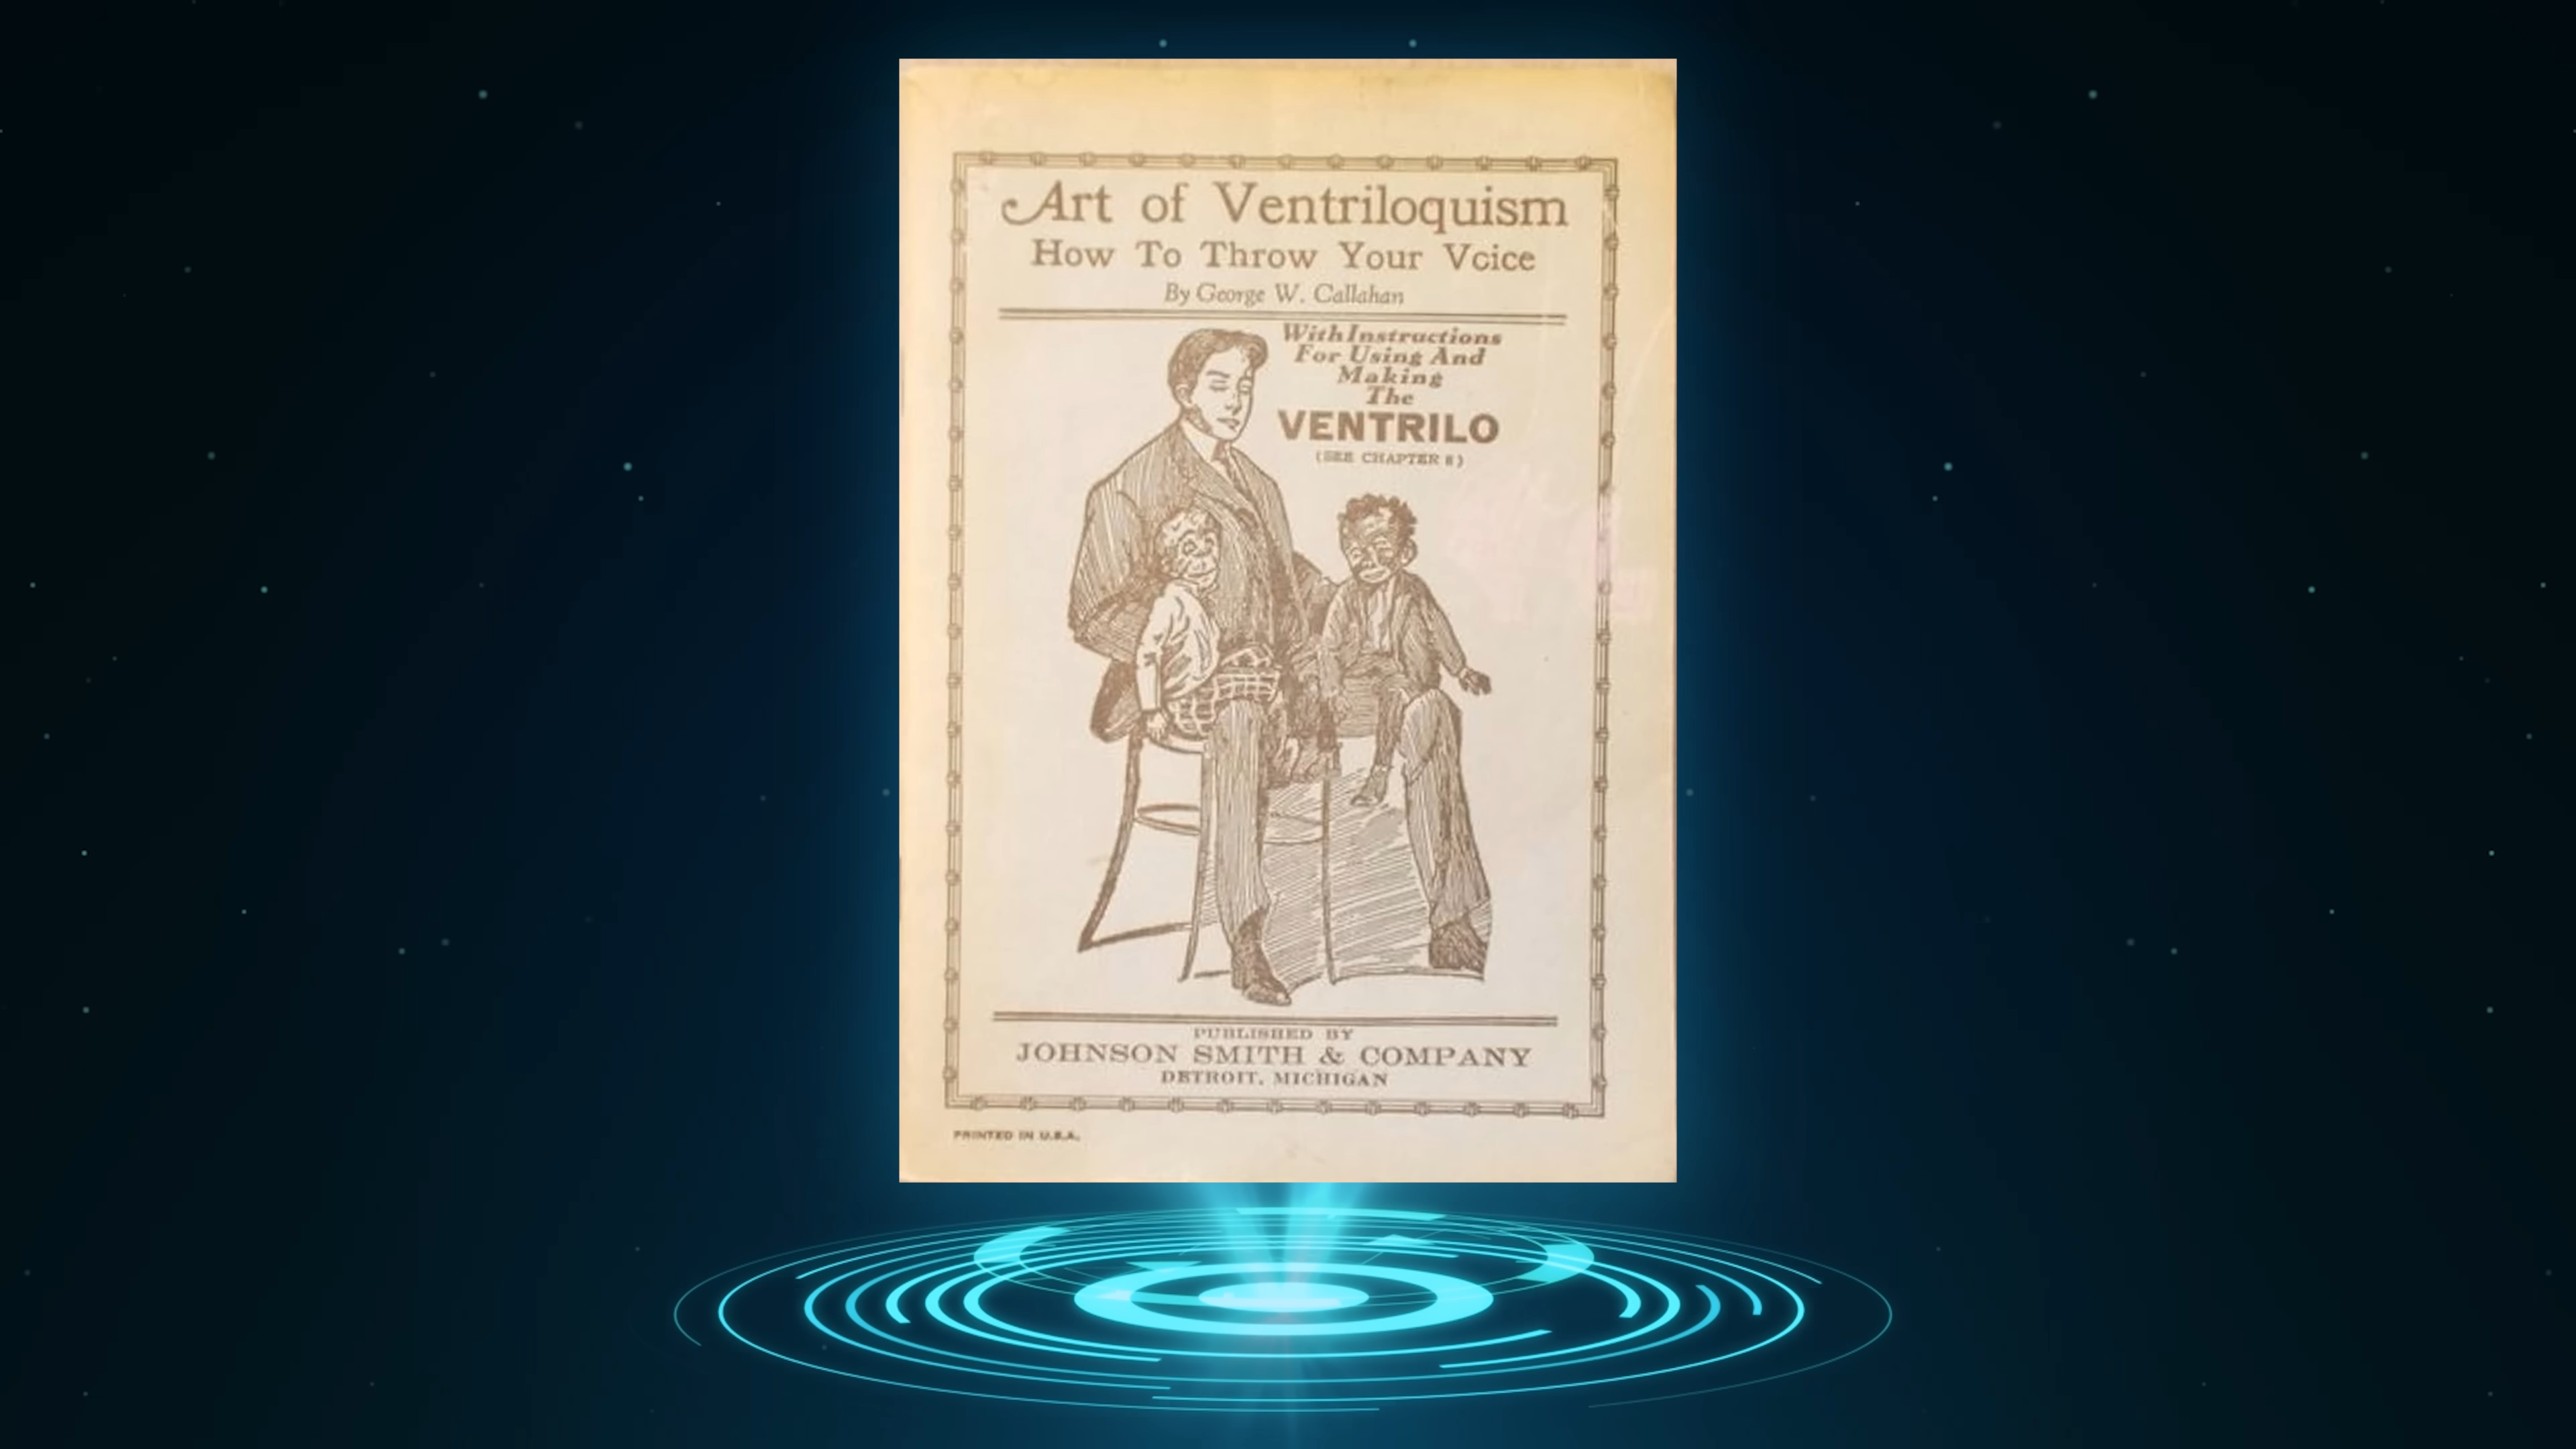 Art of Ventriloquism
How To Throw Your Voice
By George W. Callahan
With Instructions
For Using And
Making
The
VENTRILO
(SEE CHAPTER 8)
PUBLISHED BY
JOHNSON SMITH & COMPANY
DETROIT, MICHIGAN
PRINTED IN U.S.A.